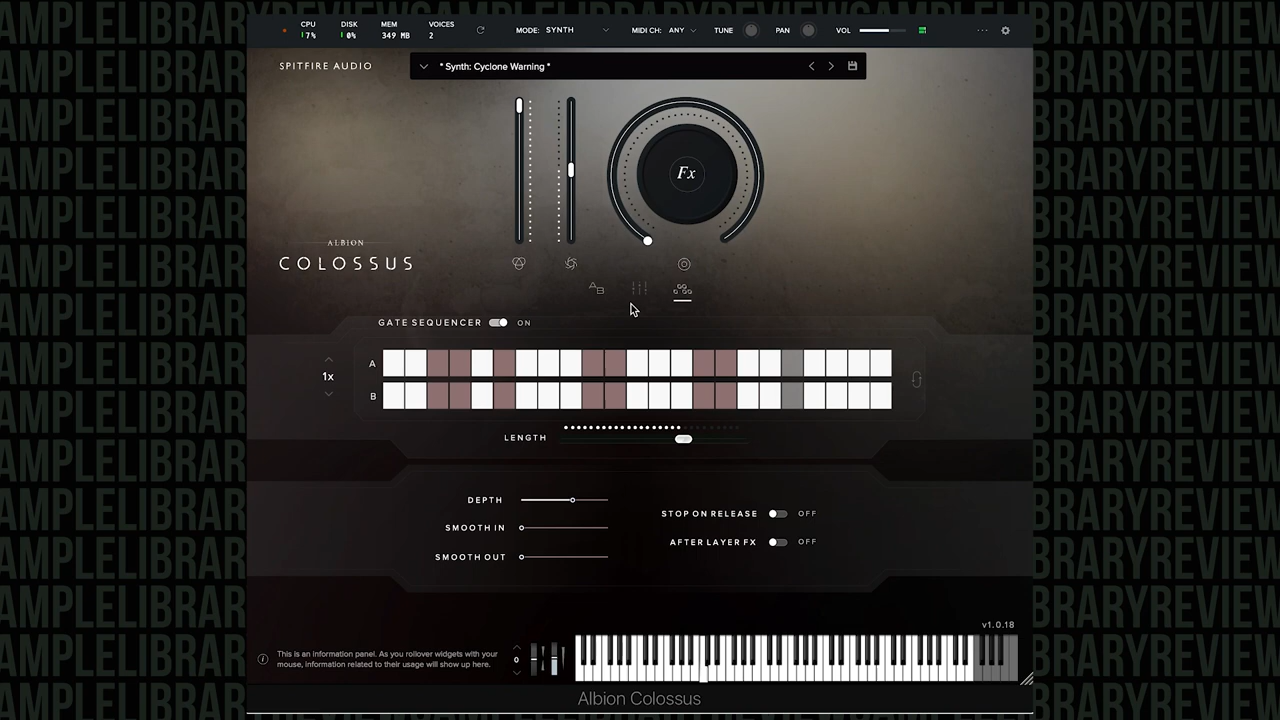 CPU DISK MEM VOICES
7% 0% 349 MB 2
MODE: SYNTH MIDI CH: ANY TUNE PAN VOL
SPITFIRE AUDIO
* Synth: Cyclone Warning *
Fx
ALBION
COLOSSUS
A B
GATE SEQUENCER ON
A
1x
B
LENGTH
DEPTH
SMOOTH IN
SMOOTH OUT
STOP ON RELEASE OFF
AFTER LAYER FX OFF
v1.0.18
This is an information panel. As you rollover widgets with your
mouse, information related to their usage will show up here.
0
Albion Colossus
AMPLELIBRARYREVIEWSAMPLELIBRARYREVIEWSAMPLELIBRARYREVIEW